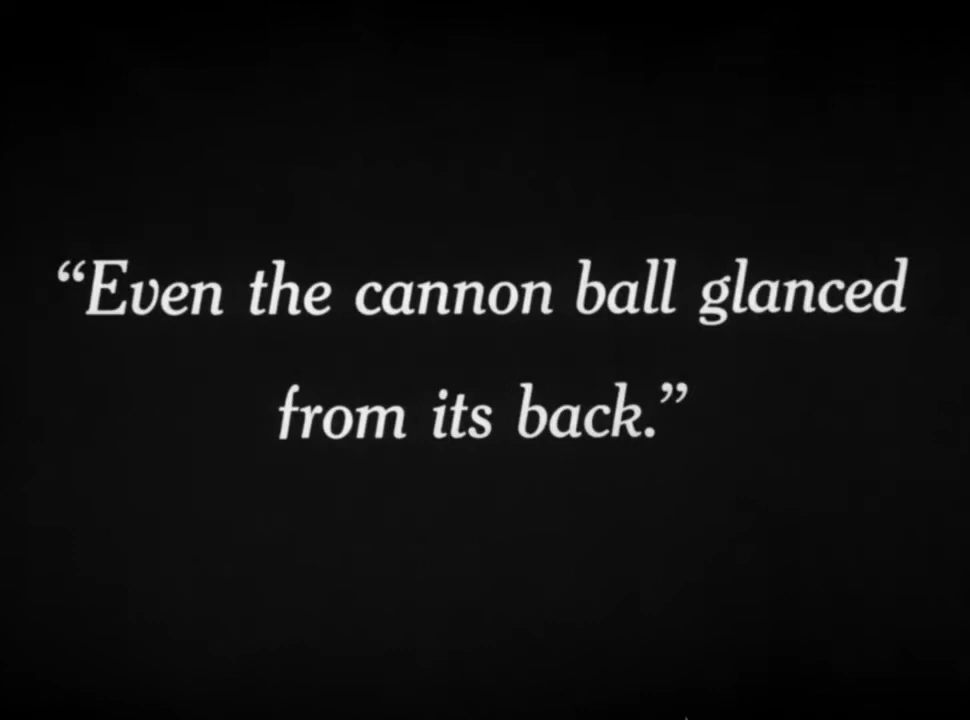 “Even the cannon ball glanced
from its back.”